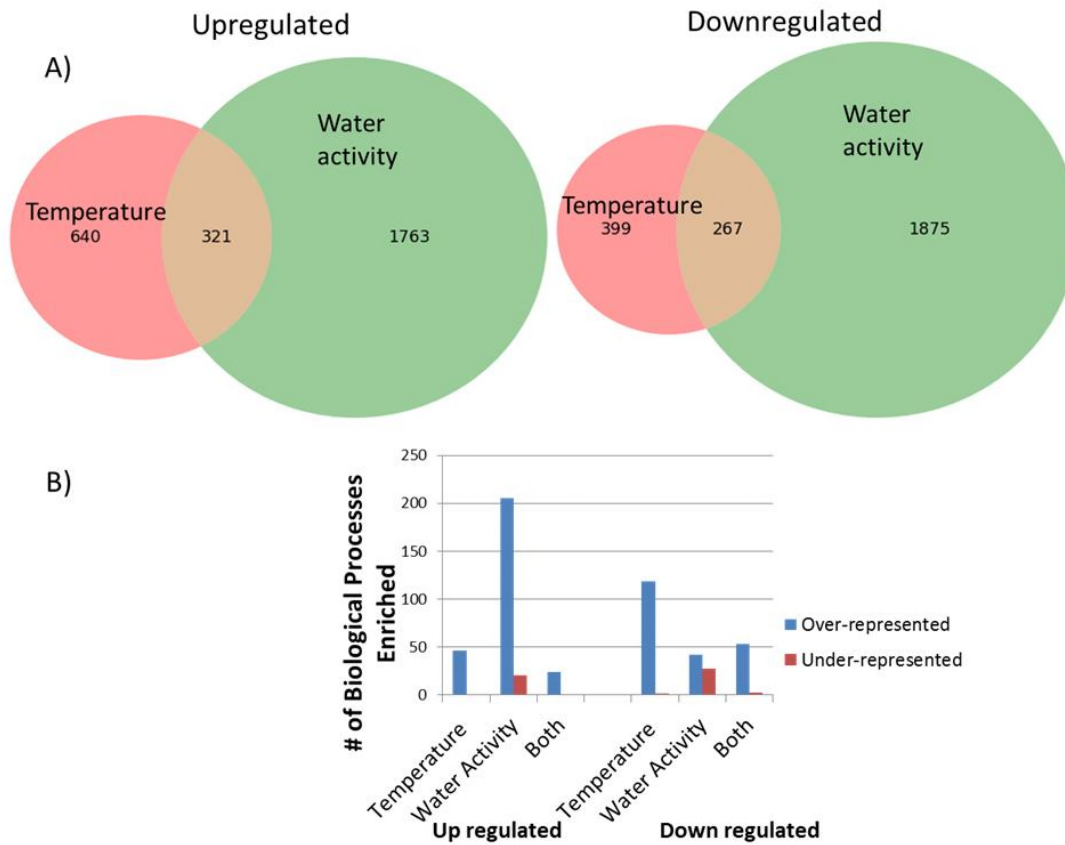 Upregulated
Downregulated
A)
Water
activity
Temperature
640
321
1763
Water
activity
Temperature
399
267
1875
B)
# of Biological Processes
Enriched
250
200
150
100
50
0
Temperature
Water Activity
Both
Temperature
Water Activity
Both
Up regulated
Down regulated
Over-represented
Under-represented